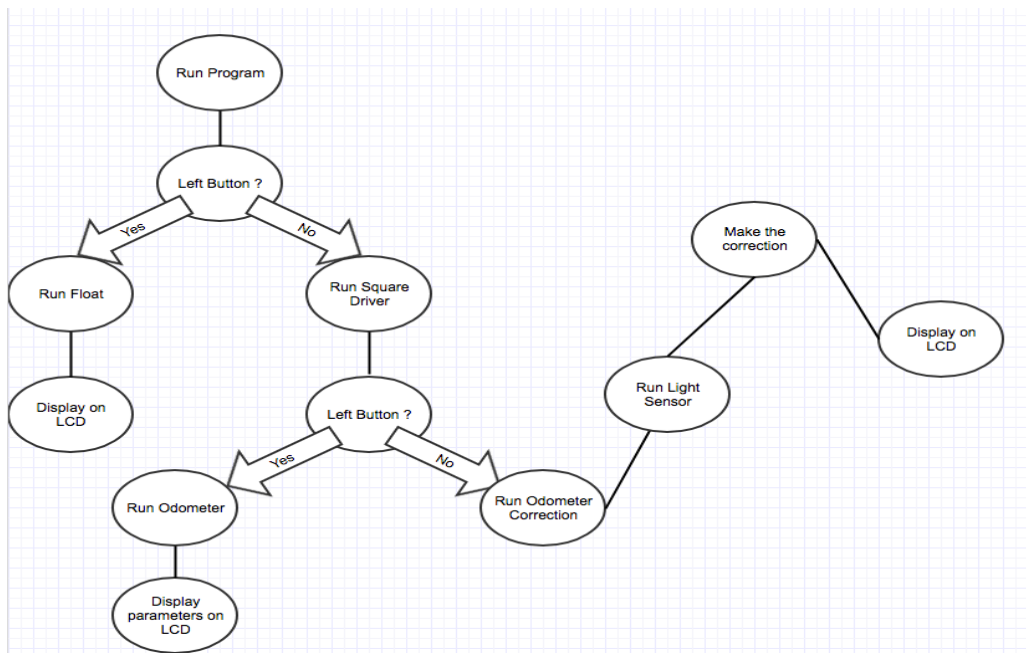 Run Program
Left Button ?
Yes
No
Run Float
Run Square
Driver
Display on
LCD
Left Button ?
Yes
No
Run Odometer
Display
parameters on
LCD
Run Odometer
Correction
Run Light
Sensor
Make the
correction
Display on
LCD